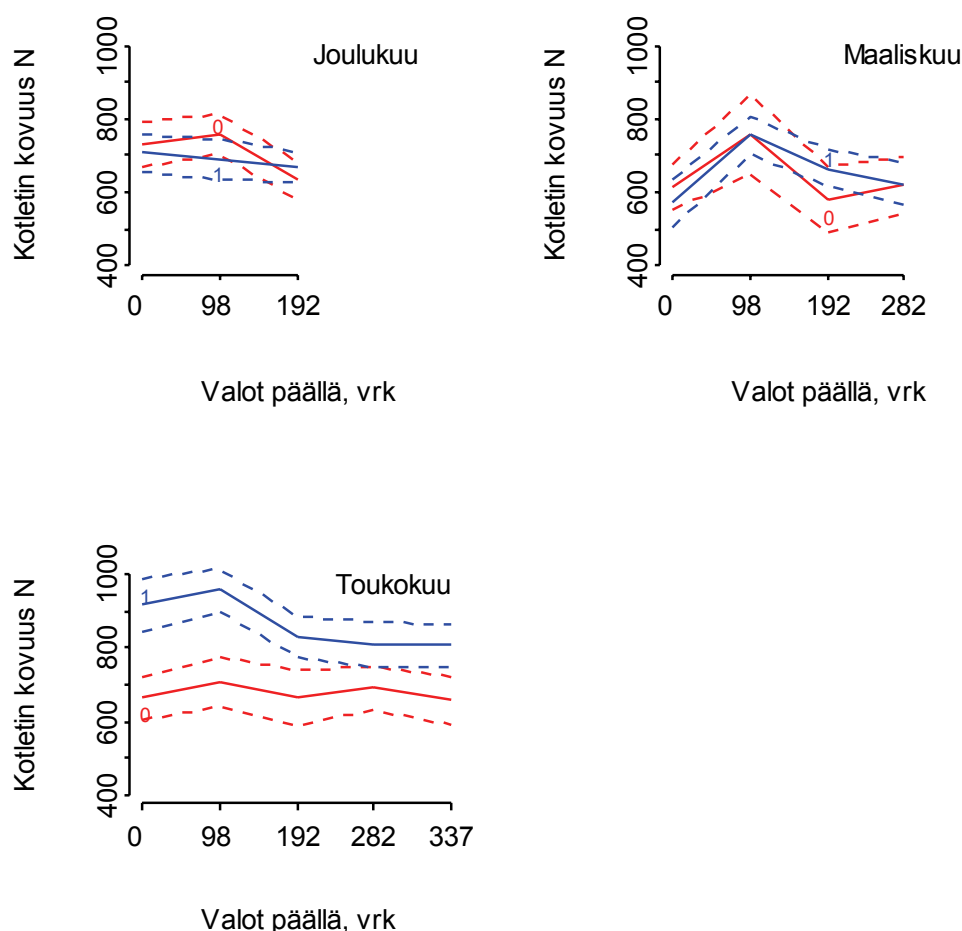 Joulukuu
Kotletin kovuus N
1000
800
600
400
0
1
0 98 192
Valot päällä, vrk
Maaliskuu
Kotletin kovuus N
1000
800
600
400
1
0
0 98 192 282
Valot päällä, vrk
Toukokuu
Kotletin kovuus N
1000
800
600
400
1
0
0 98 192 282 337
Valot päällä, vrk